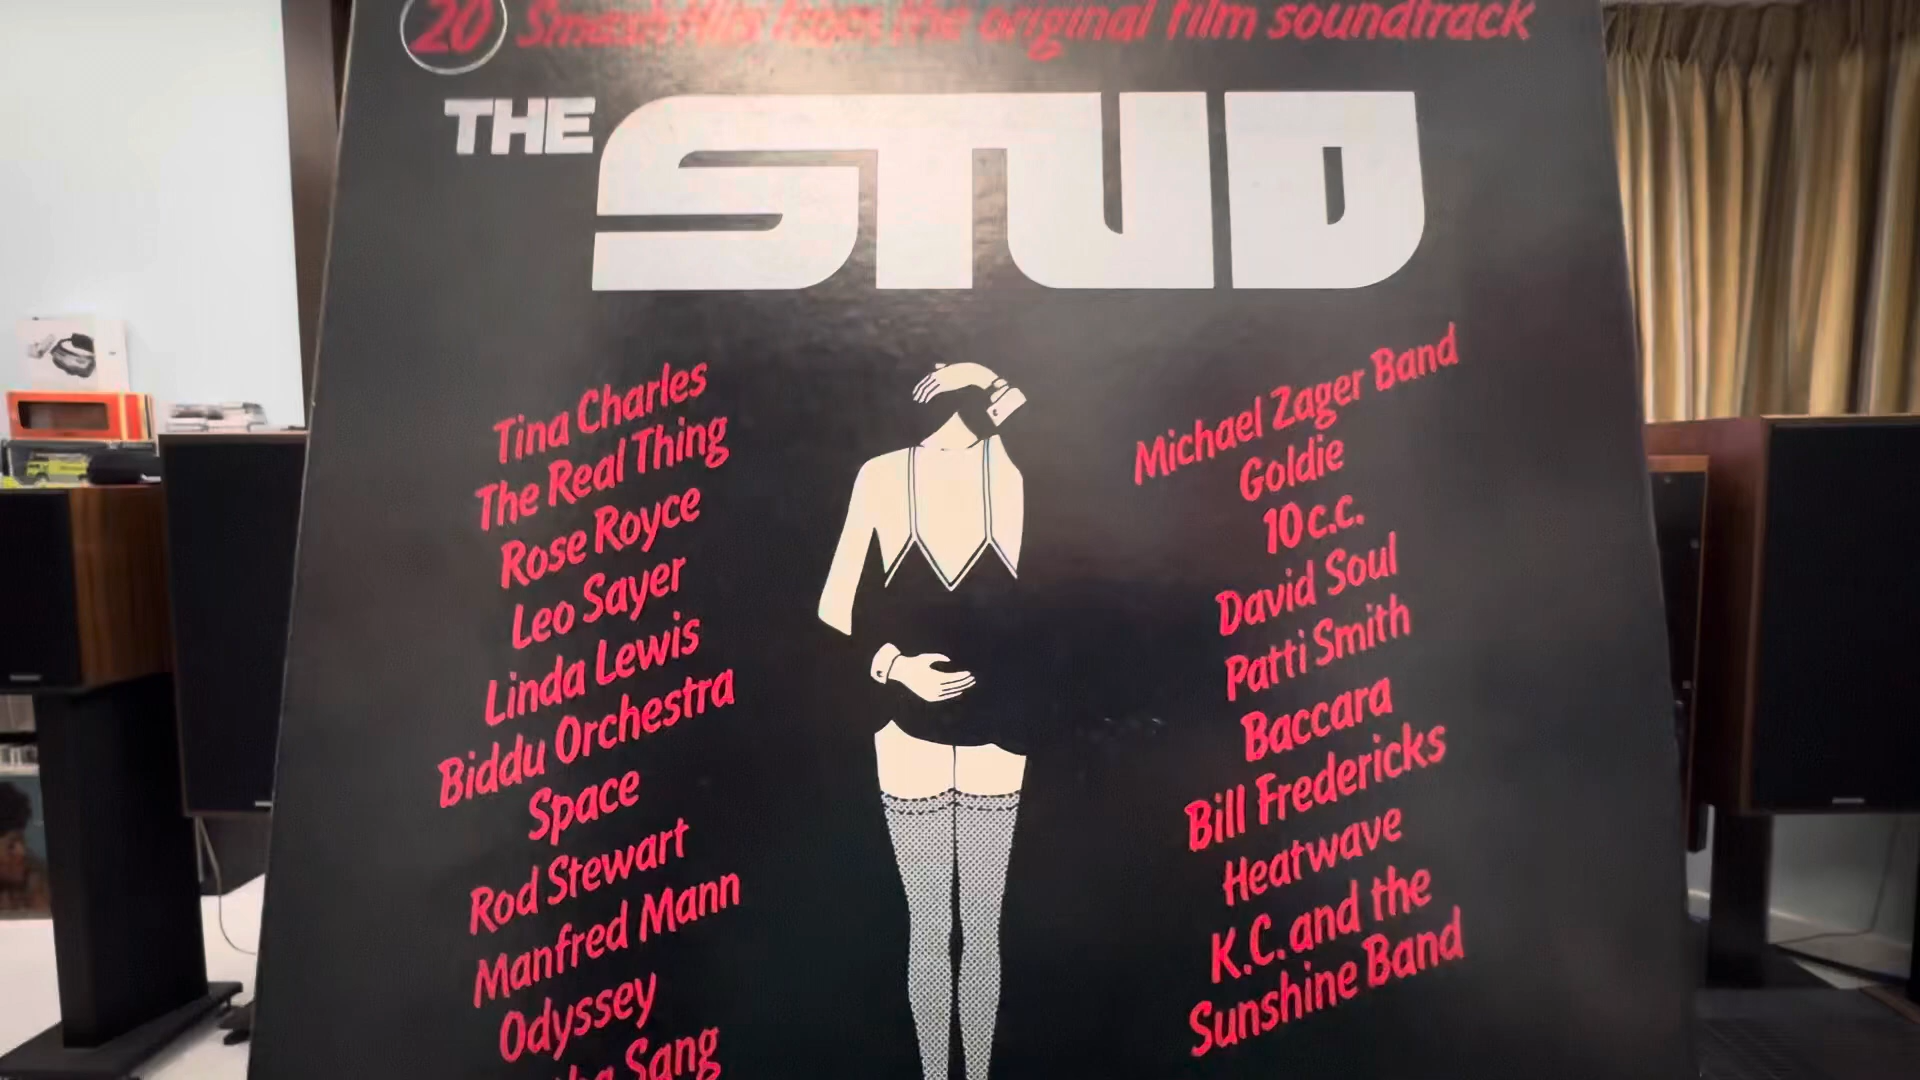 20 Smash Hits from the original film soundtrack
THE STUD
Tina Charles
The Real Thing
Rose Royce
Leo Sayer
Linda Lewis
Biddu Orchestra
Space
Rod Stewart
Manfred Mann
Odyssey
Sang
Michael Zager Band
Goldie
10 c.c.
David Soul
Patti Smith
Baccara
Bill Fredericks
Heatwave
K.C. and the
Sunshine Band